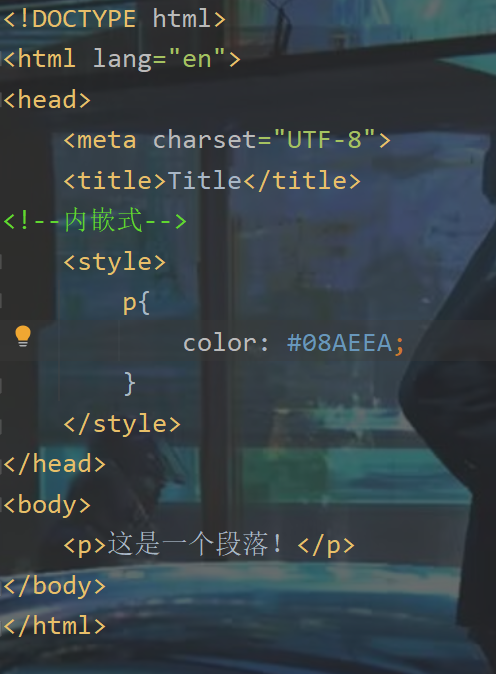 <!DOCTYPE html>
<html lang="en">
<head>
    <meta charset="UTF-8">
    <title>Title</title>
<!--内嵌式-->
    <style>
        p{
            color: #08AEEA;
        }
    </style>
</head>
<body>
    <p>这是一个段落！</p>
</body>
</html>